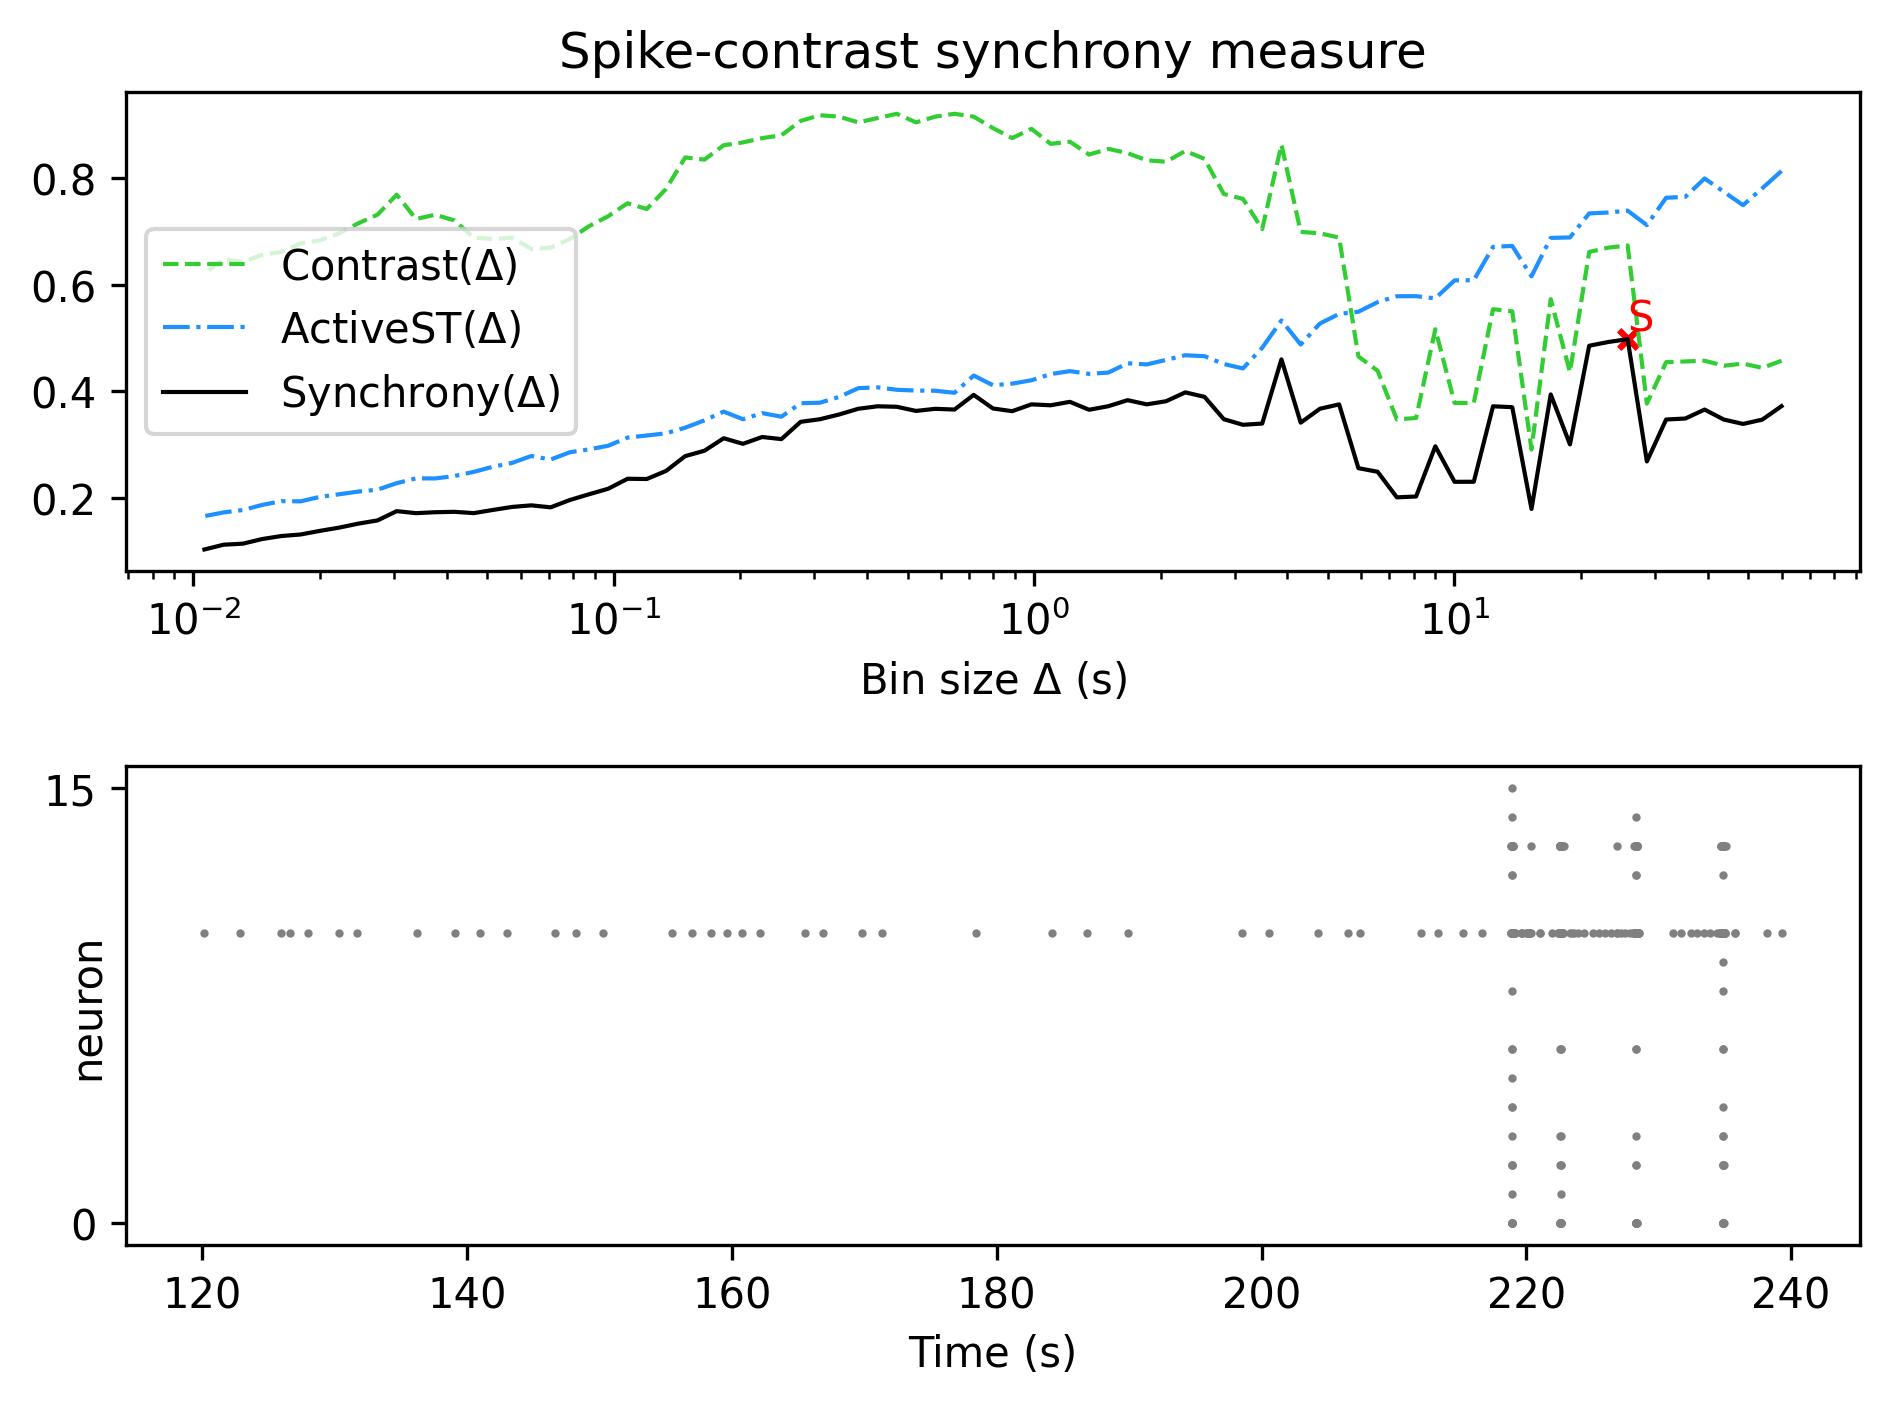 Spike-contrast synchrony measure
0.8
0.6
0.4
0.2
Contrast(Δ)
ActiveST(Δ)
Synchrony(Δ)
S
10⁻² 10⁻¹ 10⁰ 10¹
Bin size Δ (s)
15
0
neuron
120 140 160 180 200 220 240
Time (s)